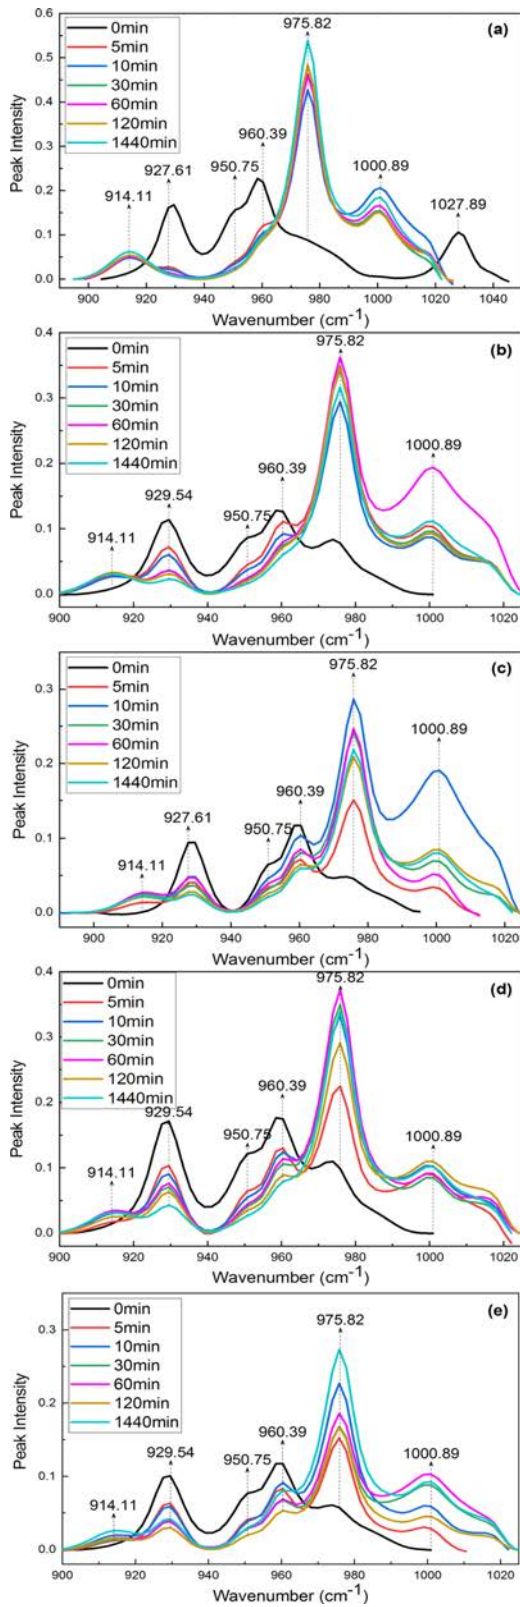 0.6
0.5
0.4
0.3
0.2
0.1
0.0
Peak Intensity
0min
5min
10min
30min
60min
120min
1440min
975.82
(a)
960.39
950.75
927.61
914.11
1000.89
1027.89
900 920 940 960 980 1000 1020 1040
Wavenumber (cm-1)
0.4
0.3
0.2
0.1
0.0
Peak Intensity
0min
5min
10min
30min
60min
120min
1440min
975.82
(b)
1000.89
960.39
929.54
950.75
914.11
900 920 940 960 980 1000 1020
Wavenumber (cm-1)
0.3
0.2
0.1
0.0
Peak Intensity
0min
5min
10min
30min
60min
120min
1440min
975.82
(c)
1000.89
960.39
927.61
950.75
914.11
900 920 940 960 980 1000 1020
Wavenumber (cm-1)
0.4
0.3
0.2
0.1
0.0
Peak Intensity
0min
5min
10min
30min
60min
120min
1440min
975.82
(d)
960.39
929.54
950.75
1000.89
914.11
900 920 940 960 980 1000 1020
Wavenumber (cm-1)
0.3
0.2
0.1
0.0
Peak Intensity
0min
5min
10min
30min
60min
120min
1440min
975.82
(e)
960.39
929.54
950.75
1000.89
914.11
900 920 940 960 980 1000 1020
Wavenumber (cm-1)